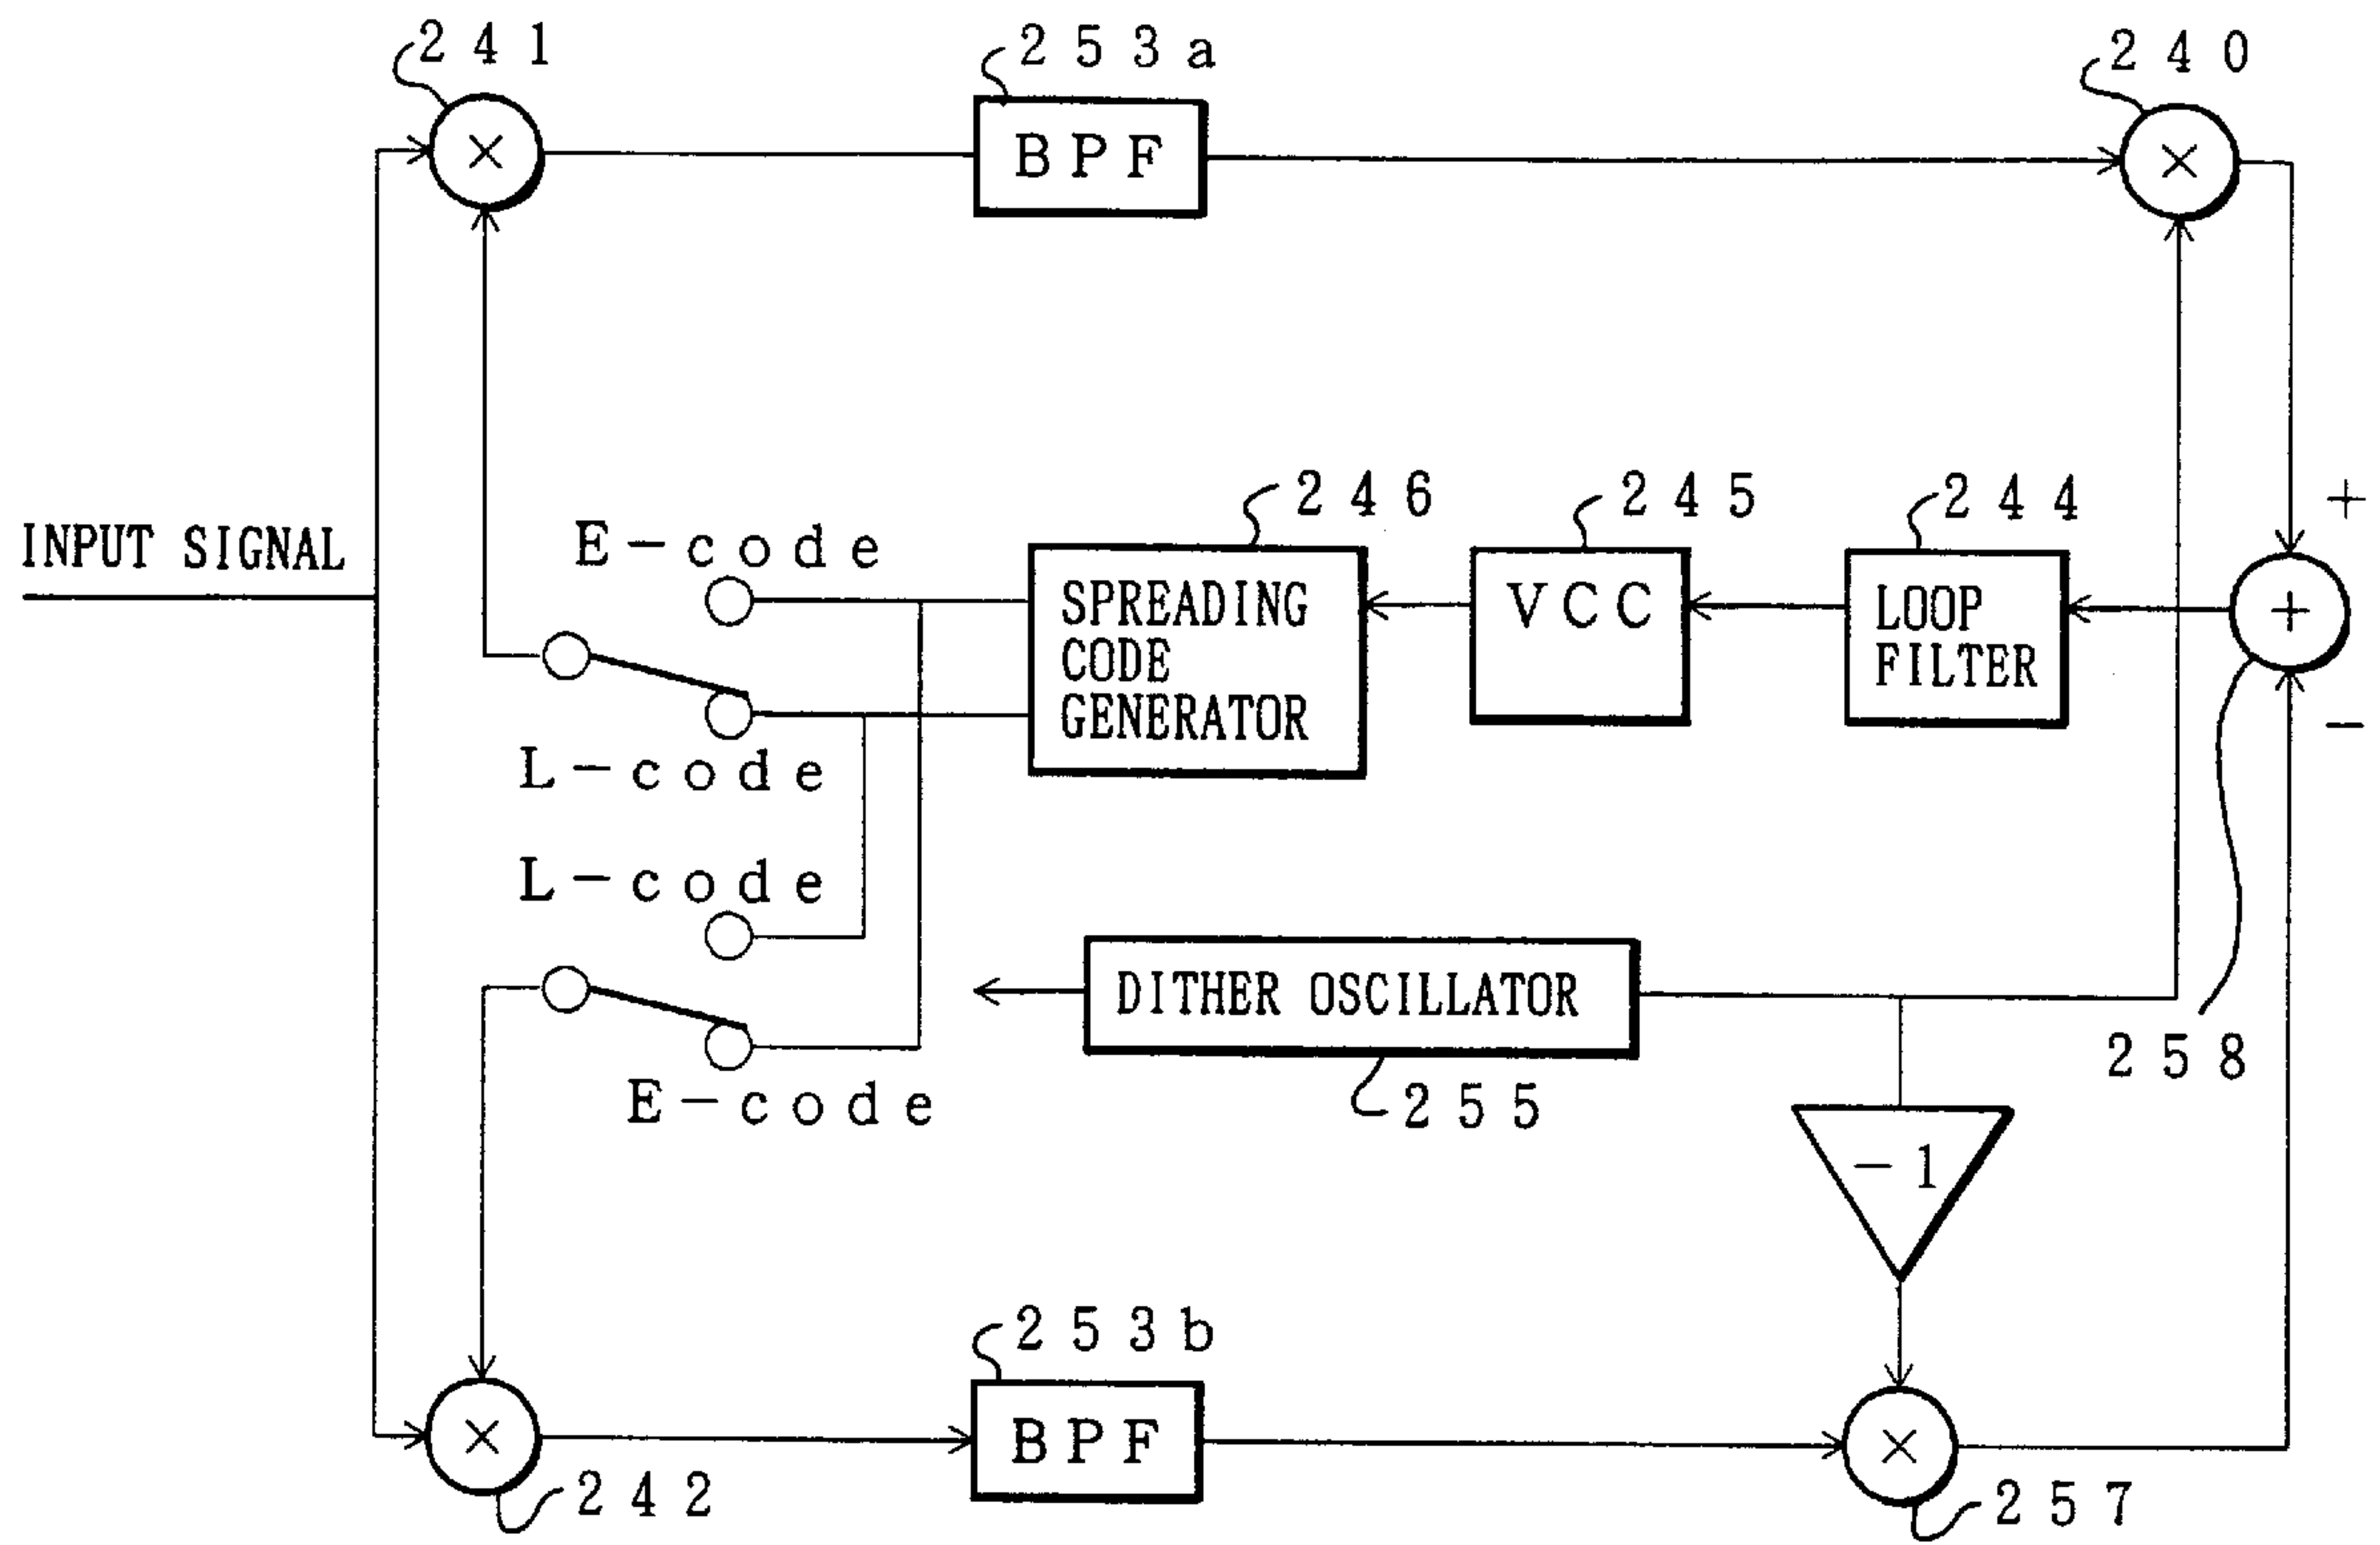 241
253a
240
×
BPF
×
246
245
244
+
INPUT SIGNAL
E-code
SPREADING
CODE
GENERATOR
VCC
LOOP
FILTER
+
L-code
−
L-code
DITHER OSCILLATOR
258
E-code
255
-1
253b
×
BPF
×
242
257